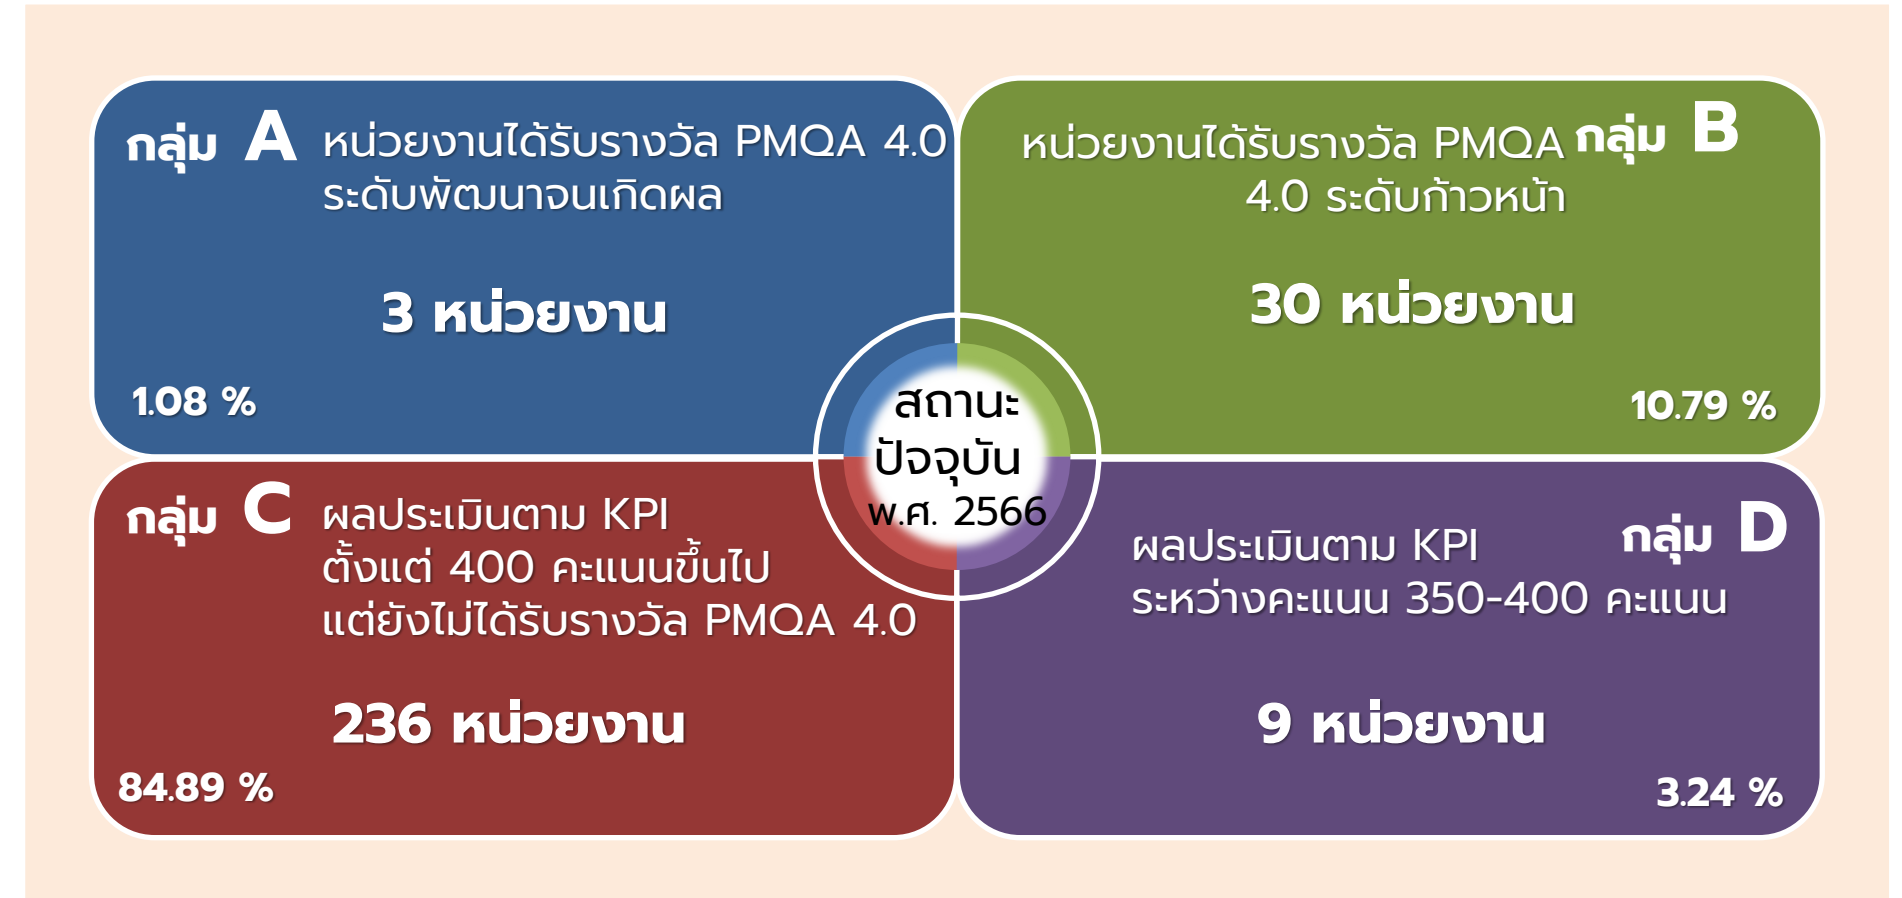 กลุ่ม A
หน่วยงานได้รับรางวัล PMQA 4.0
ระดับพัฒนาจนเกิดผล
3 หน่วยงาน
1.08 %
กลุ่ม B
หน่วยงานได้รับรางวัล PMQA
4.0 ระดับก้าวหน้า
30 หน่วยงาน
10.79 %
สถานะ
ปัจจุบัน
พ.ศ. 2566
กลุ่ม C
ผลประเมินตาม KPI
ตั้งแต่ 400 คะแนนขึ้นไป
แต่ยังไม่ได้รับรางวัล PMQA 4.0
236 หน่วยงาน
84.89 %
กลุ่ม D
ผลประเมินตาม KPI
ระหว่างคะแนน 350-400 คะแนน
9 หน่วยงาน
3.24 %